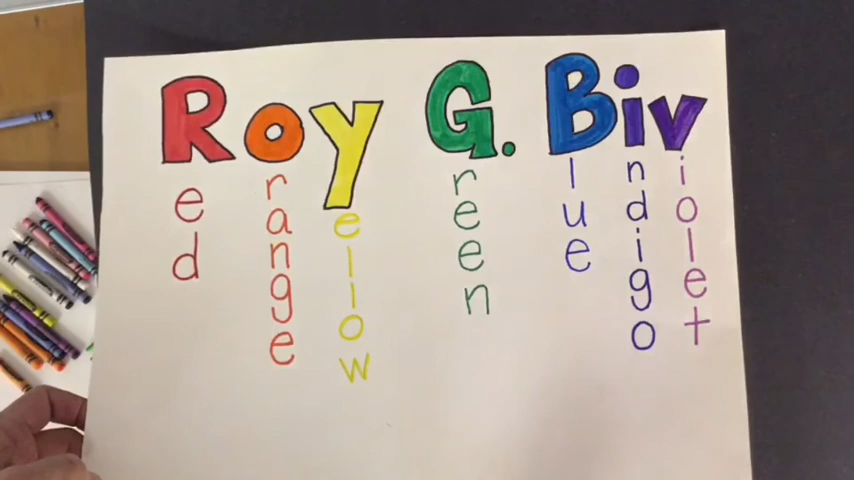 Roy G. Biv
ed
range
ellow
reen
lue
ndigo
iolet